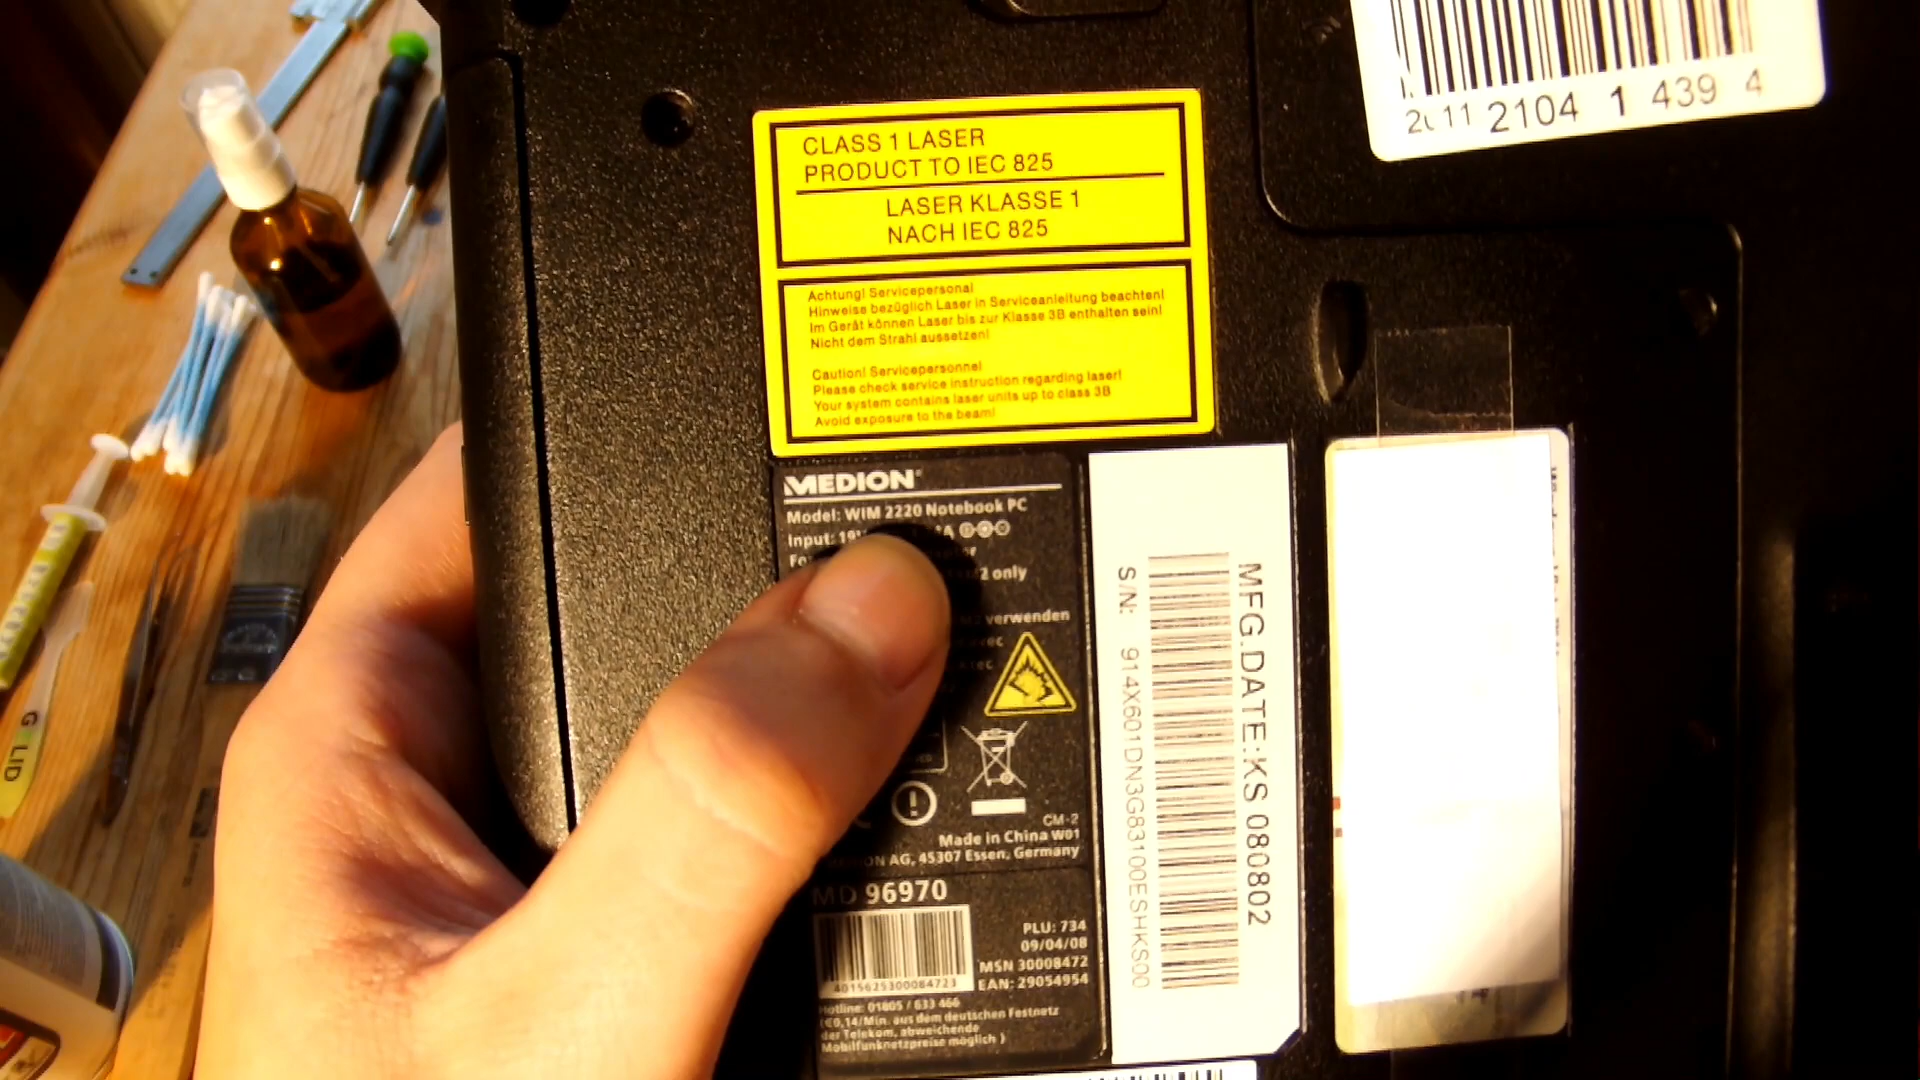 2104 1 439 4
CLASS 1 LASER
PRODUCT TO IEC 825
LASER KLASSE 1
NACH IEC 825
Achtung! Servicepersonal
Hinweise bezüglich Laser in Serviceanleitung beachten!
Im Gerät können Laser bis zur Klasse 3B enthalten sein!
Nicht dem Strahl aussetzen!
Caution! Servicepersonnel
Please check service instruction regarding laser!
Your system contains laser units up to class 3B
Avoid exposure to the beam!
MEDION
Model: WIM 2220 Notebook PC
Input:
only
verwenden
CM-2
Made in China W01
AG, 45307 Essen, Germany
MD 96970
PLU: 734
09/04/08
MSN 30008472
EAN: 29054954
4015625300084723
Hotline: 01805 / 633 466
(€0,14/Min. aus dem deutschen Festnetz
der Telekom, abweichende
Mobilfunknetzpreise möglich )
MFG.DATE:KS 080802
S/N: 914X601DN3G83100ESHKS00